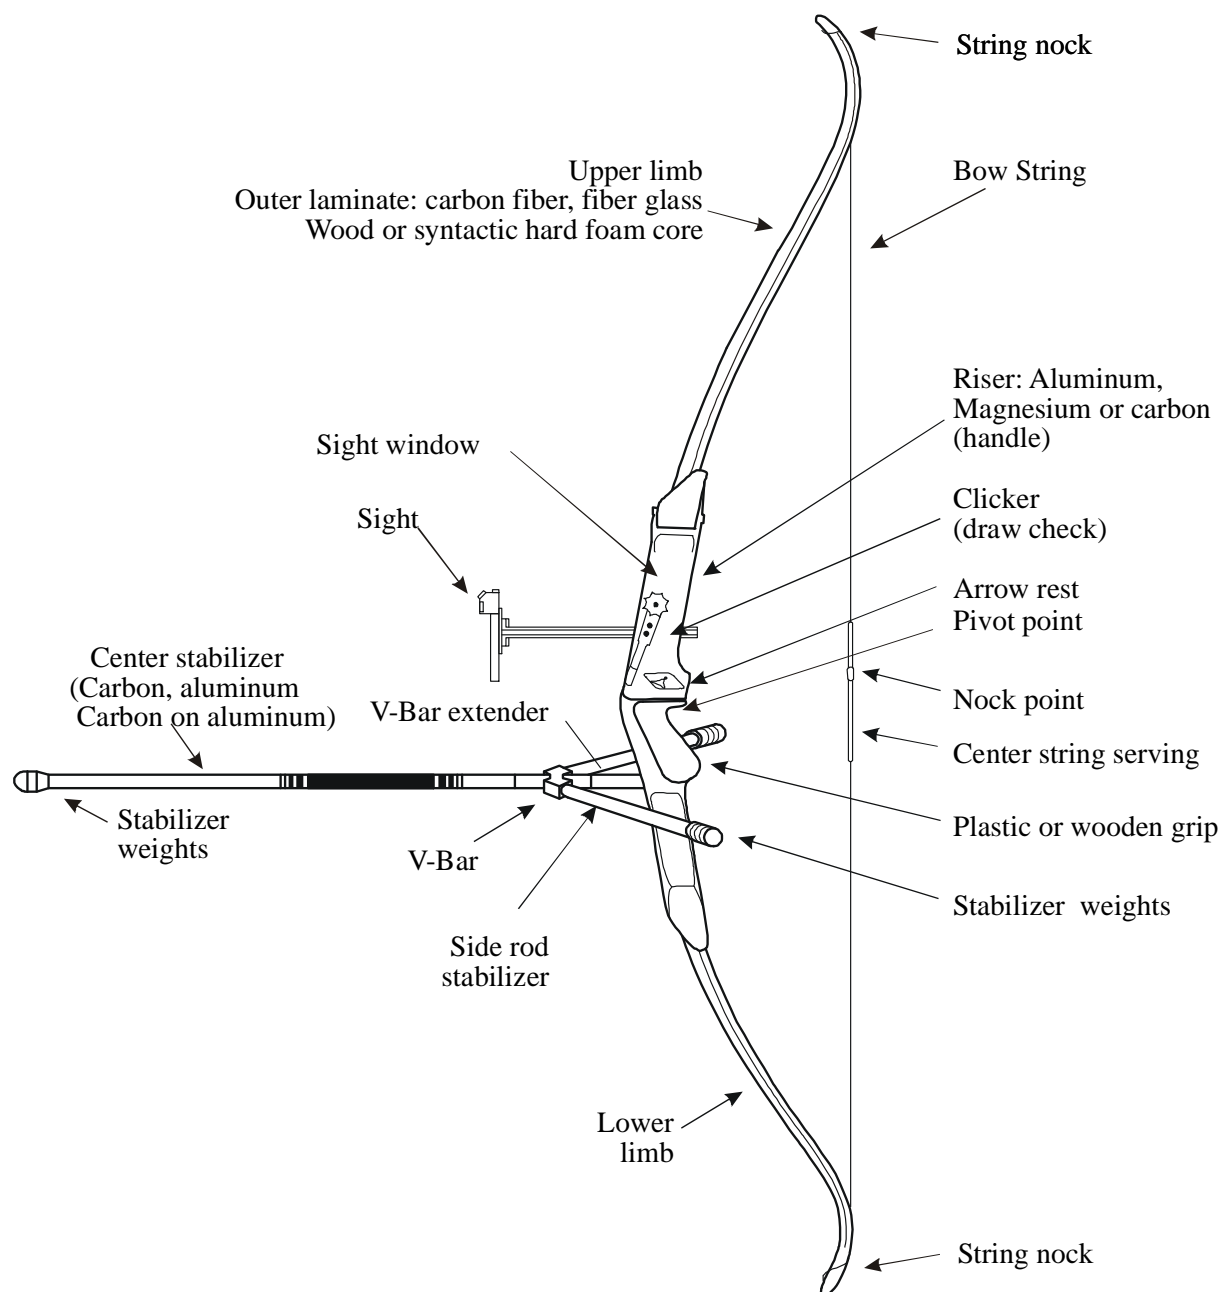 String nock
Upper limb
Outer laminate: carbon fiber, fiber glass
Wood or syntactic hard foam core
Bow String
Riser: Aluminum,
Magnesium or carbon
(handle)
Sight window
Clicker
(draw check)
Sight
Arrow rest
Pivot point
Center stabilizer
(Carbon, aluminum
Carbon on aluminum)
V-Bar extender
Nock point
Center string serving
Stabilizer
weights
V-Bar
Plastic or wooden grip
Stabilizer weights
Side rod
stabilizer
Lower
limb
String nock